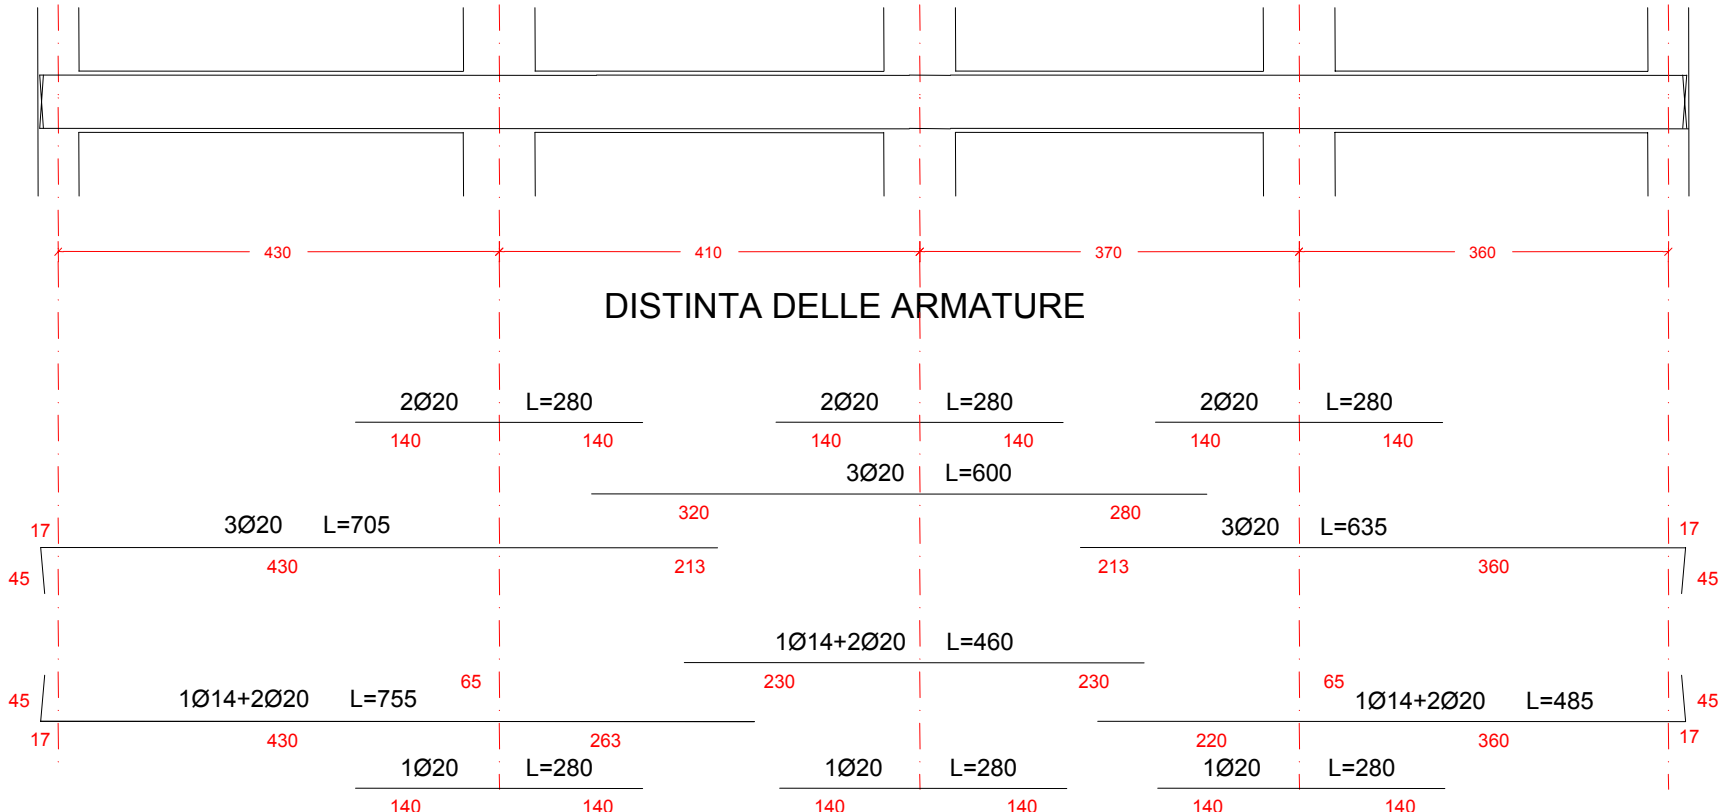 430 410 370 360
DISTINTA DELLE ARMATURE
2Ø20 L=280 2Ø20 L=280 2Ø20 L=280
140 140 140 140 140 140
3Ø20 L=600
320 280
17 3Ø20 L=705 3Ø20 L=635 17
45 430 213 213 360 45
1Ø14+2Ø20 L=460
65 230 230 65
45 1Ø14+2Ø20 L=755 1Ø14+2Ø20 L=485 45
17 430 263 220 360 17
1Ø20 L=280 1Ø20 L=280 1Ø20 L=280
140 140 140 140 140 140